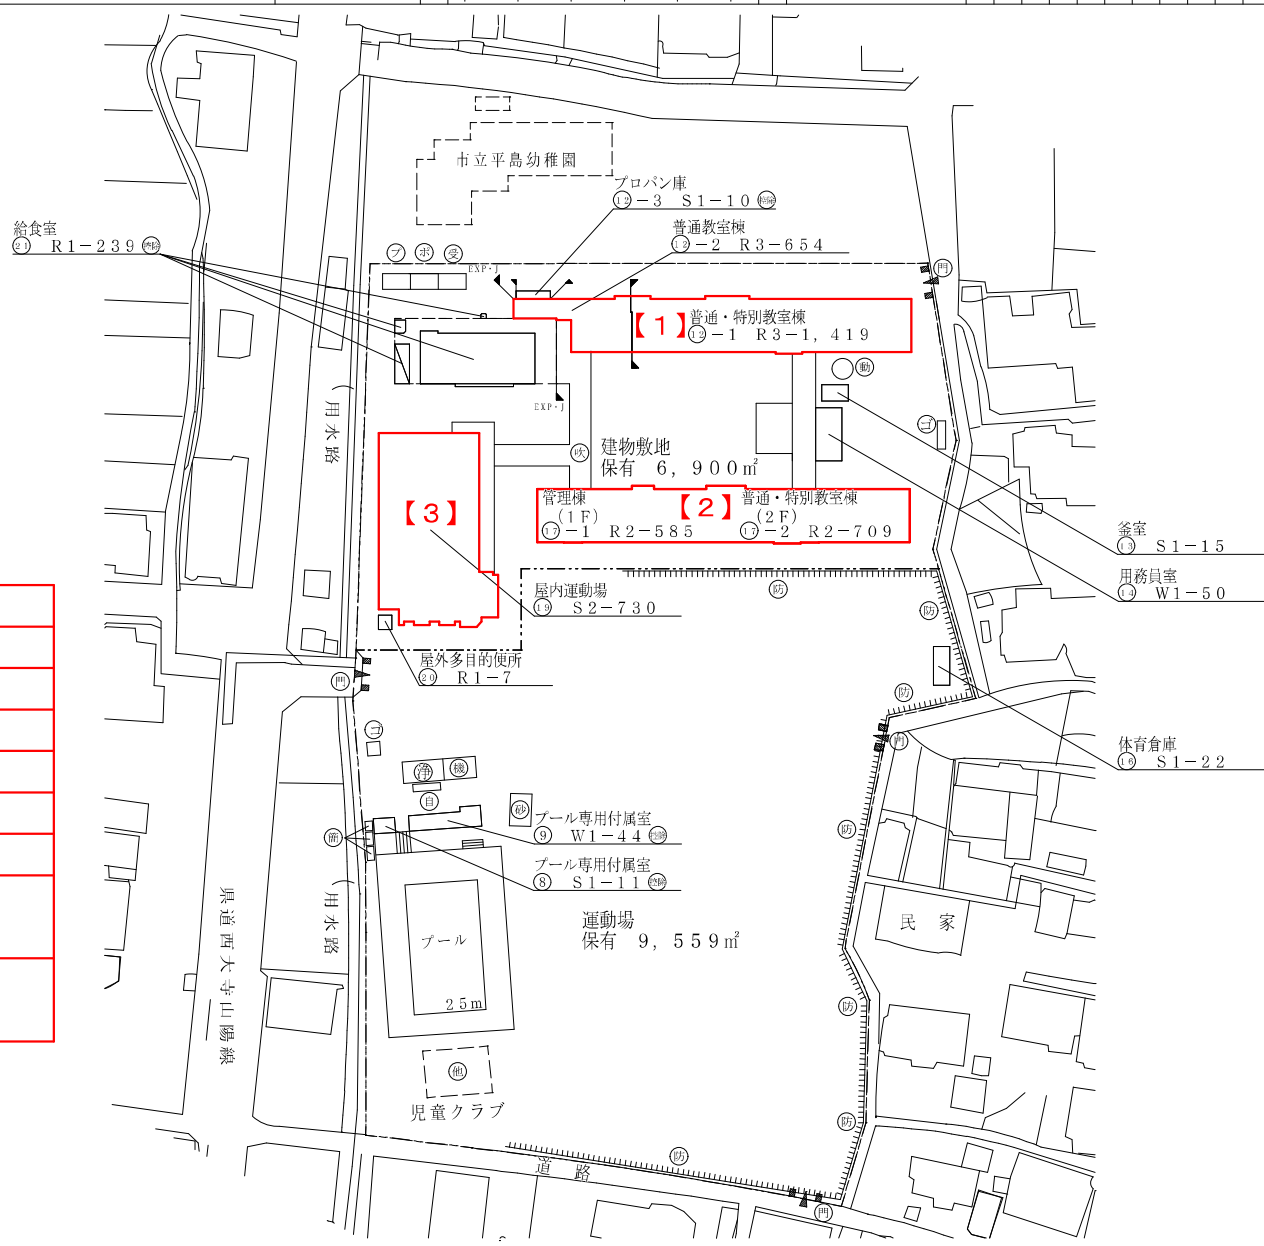 市立平島幼稚園
プロパン庫
⑫-3 S1-10
普通教室棟
⑫-2 R3-654
給食室
㉑ R1-239
プ ポ 受
EXP・J
門
【1】 普通・特別教室棟
⑫-1 R3-1,419
動
EXP・J
用水路
ゴ
吹
建物敷地
保有 6,900㎡
【3】
管理棟
(1F)
⑰-1 R2-585
【2】
普通・特別教室棟
(2F)
⑰-2 R2-709
釜室
⑬ S1-15
用務員室
⑭ W1-50
屋内運動場
⑲ S2-730
防
防
屋外多目的便所
⑳ R1-7
門
防
ゴ
門
体育倉庫
⑯ S1-22
浄 機
自
砂
プール専用付属室
⑨ W1-44
簡
防
プール専用付属室
⑧ S1-11
県道西大寺山陽線
用水路
運動場
保有 9,559㎡
民家
プール
25m
防
他
児童クラブ
防
防
道路
門